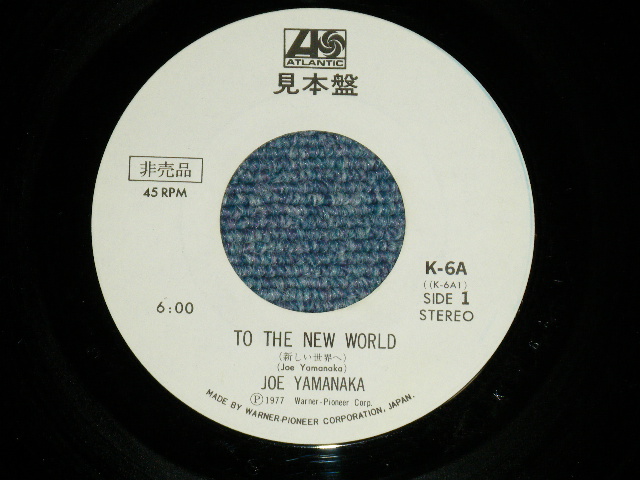 ATLANTIC
見本盤
非売品
45 RPM
K-6A
((K-6A1)
SIDE 1
STEREO
6:00
TO THE NEW WORLD
(新しい世界へ)
(Joe Yamanaka)
JOE YAMANAKA
Ⓟ1977 Warner-Pioneer Corp.
MADE BY WARNER-PIONEER CORPORATION, JAPAN.